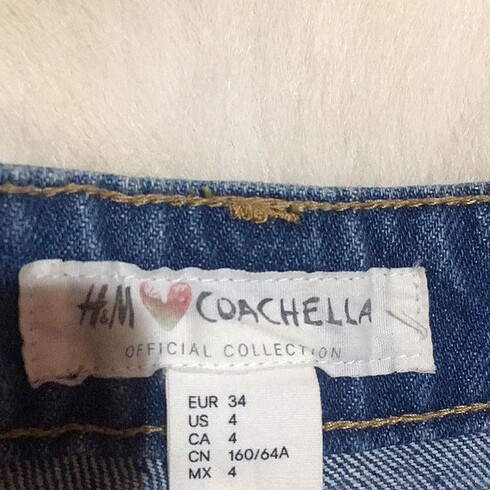 H&M COACHELLA
OFFICIAL COLLECTION
EUR 34
US 4
CA 4
CN 160/64A
MX 4